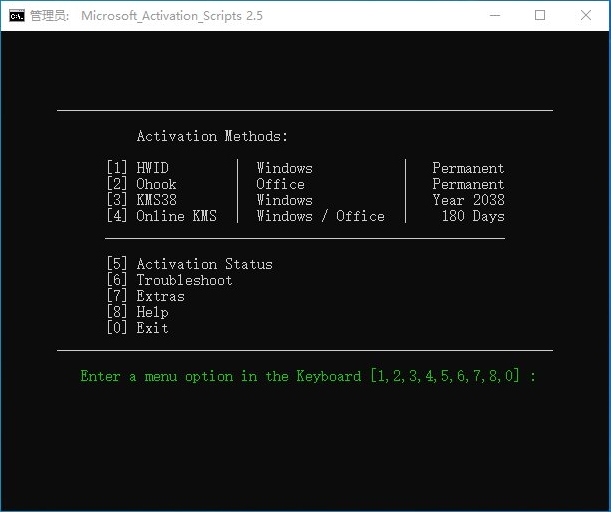 管理员: Microsoft_Activation_Scripts 2.5
Activation Methods:
[1] HWID | Windows | Permanent
[2] Ohook | Office | Permanent
[3] KMS38 | Windows | Year 2038
[4] Online KMS | Windows / Office | 180 Days
[5] Activation Status
[6] Troubleshoot
[7] Extras
[8] Help
[0] Exit
Enter a menu option in the Keyboard [1,2,3,4,5,6,7,8,0] :